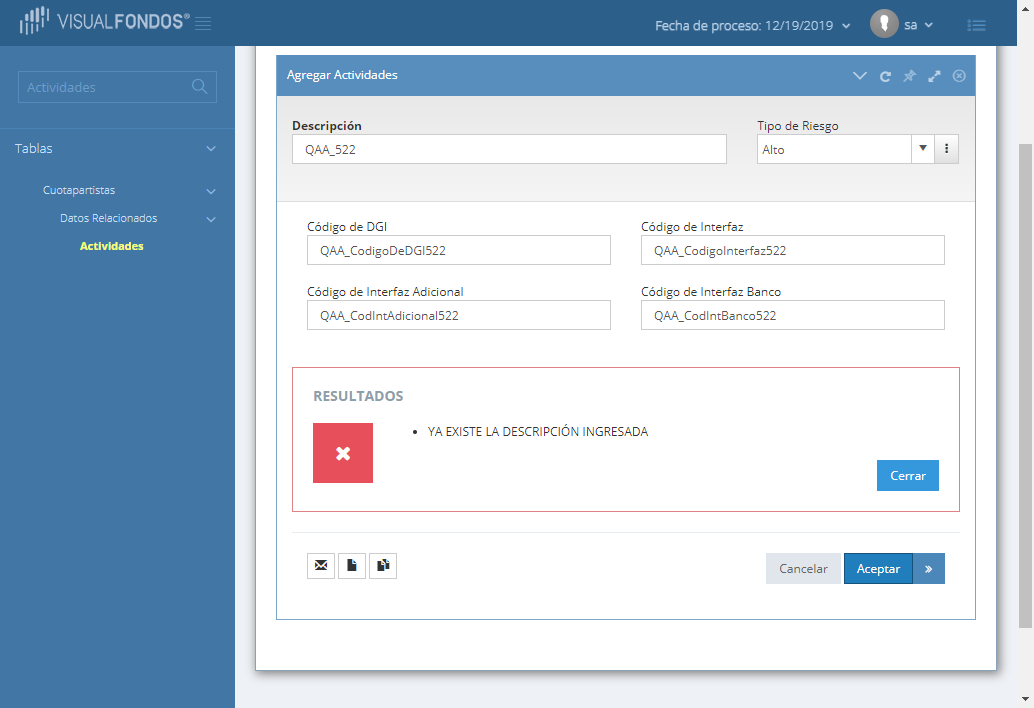 VISUALFONDOS®
Fecha de proceso: 12/19/2019
sa
Actividades
Tablas
Cuotapartistas
Datos Relacionados
Actividades
Agregar Actividades
Descripción
Tipo de Riesgo
QAA_522
Alto
Código de DGI
Código de Interfaz
QAA_CodigoDeDGI522
QAA_CodigoInterfaz522
Código de Interfaz Adicional
Código de Interfaz Banco
QAA_CodIntAdicional522
QAA_CodIntBanco522
RESULTADOS
• YA EXISTE LA DESCRIPCIÓN INGRESADA
Cerrar
Cancelar
Aceptar
»